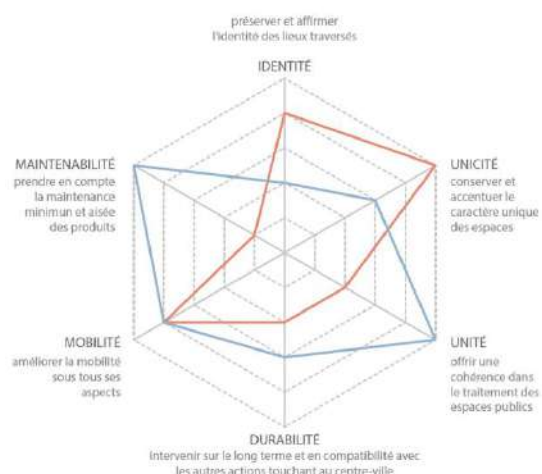 préserver et affirmer
l'identité des lieux traversés
IDENTITÉ
MAINTENABILITÉ
prendre en compte
la maintenance
minimun et aisée
des produits
UNICITÉ
conserver et
accentuer le
caractère unique
des espaces
MOBILITÉ
améliorer la mobilité
sous tous ses
aspects
UNITÉ
offrir une
cohérence dans
le traitement des
espaces publics
DURABILITÉ
intervenir sur le long terme et en compatibilité avec
les autres actions touchant au centre-ville